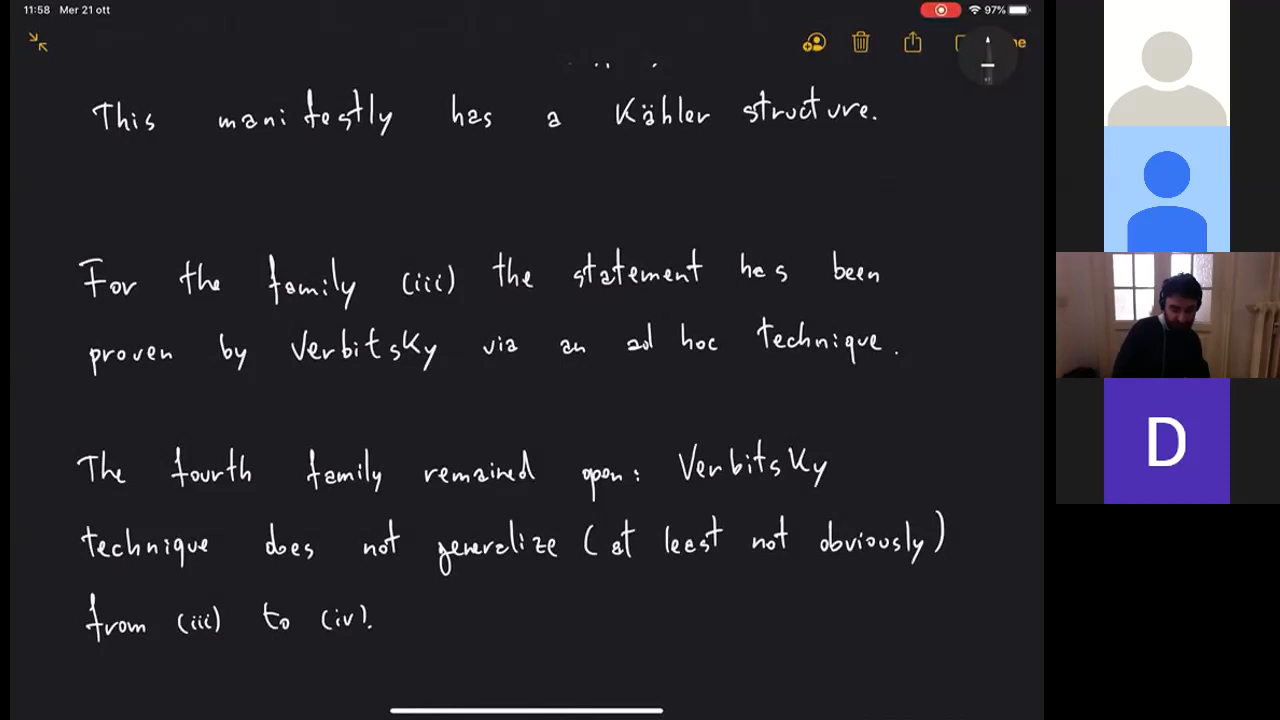 11:58 Mer 21 ott
97%
This manifestly has a Kähler structure.
For the family (iii) the statement has been
proven by Verbitsky via an ad hoc technique.
The fourth family remained open: Verbitsky
technique does not generalize (at least not obviously)
from (iii) to (iv).
D